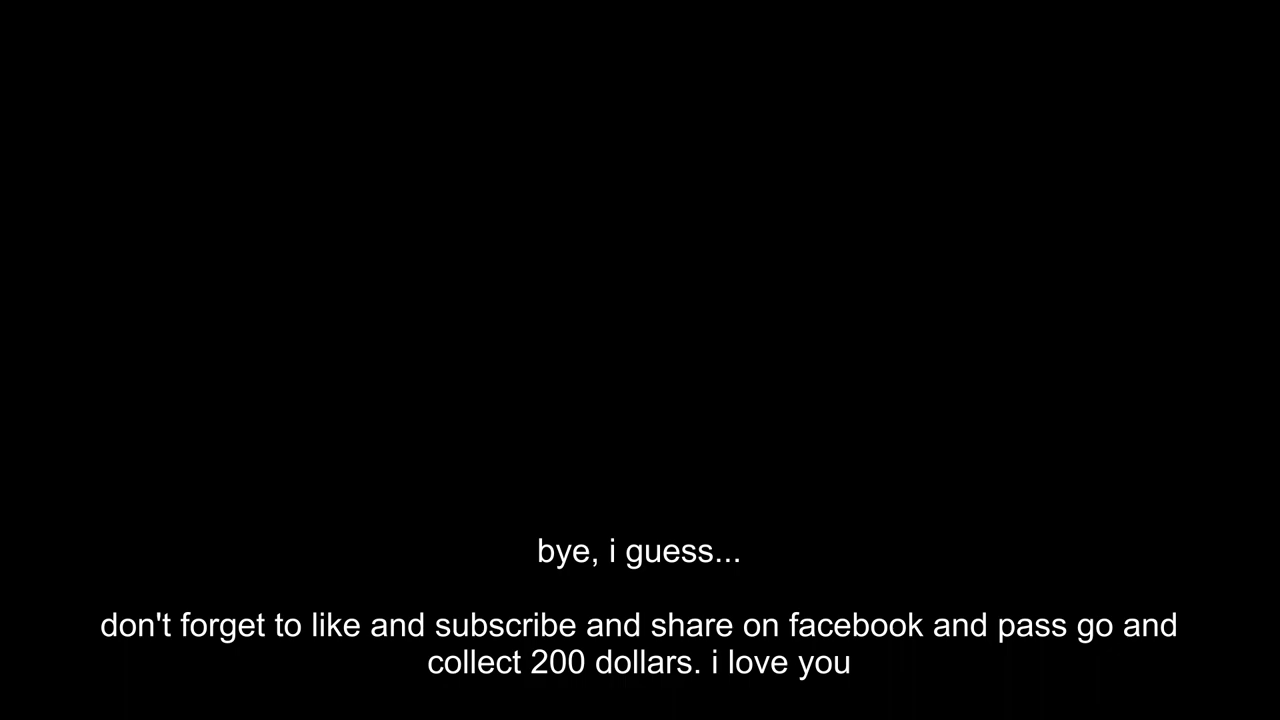 bye, i guess...
don't forget to like and subscribe and share on facebook and pass go and
collect 200 dollars. i love you